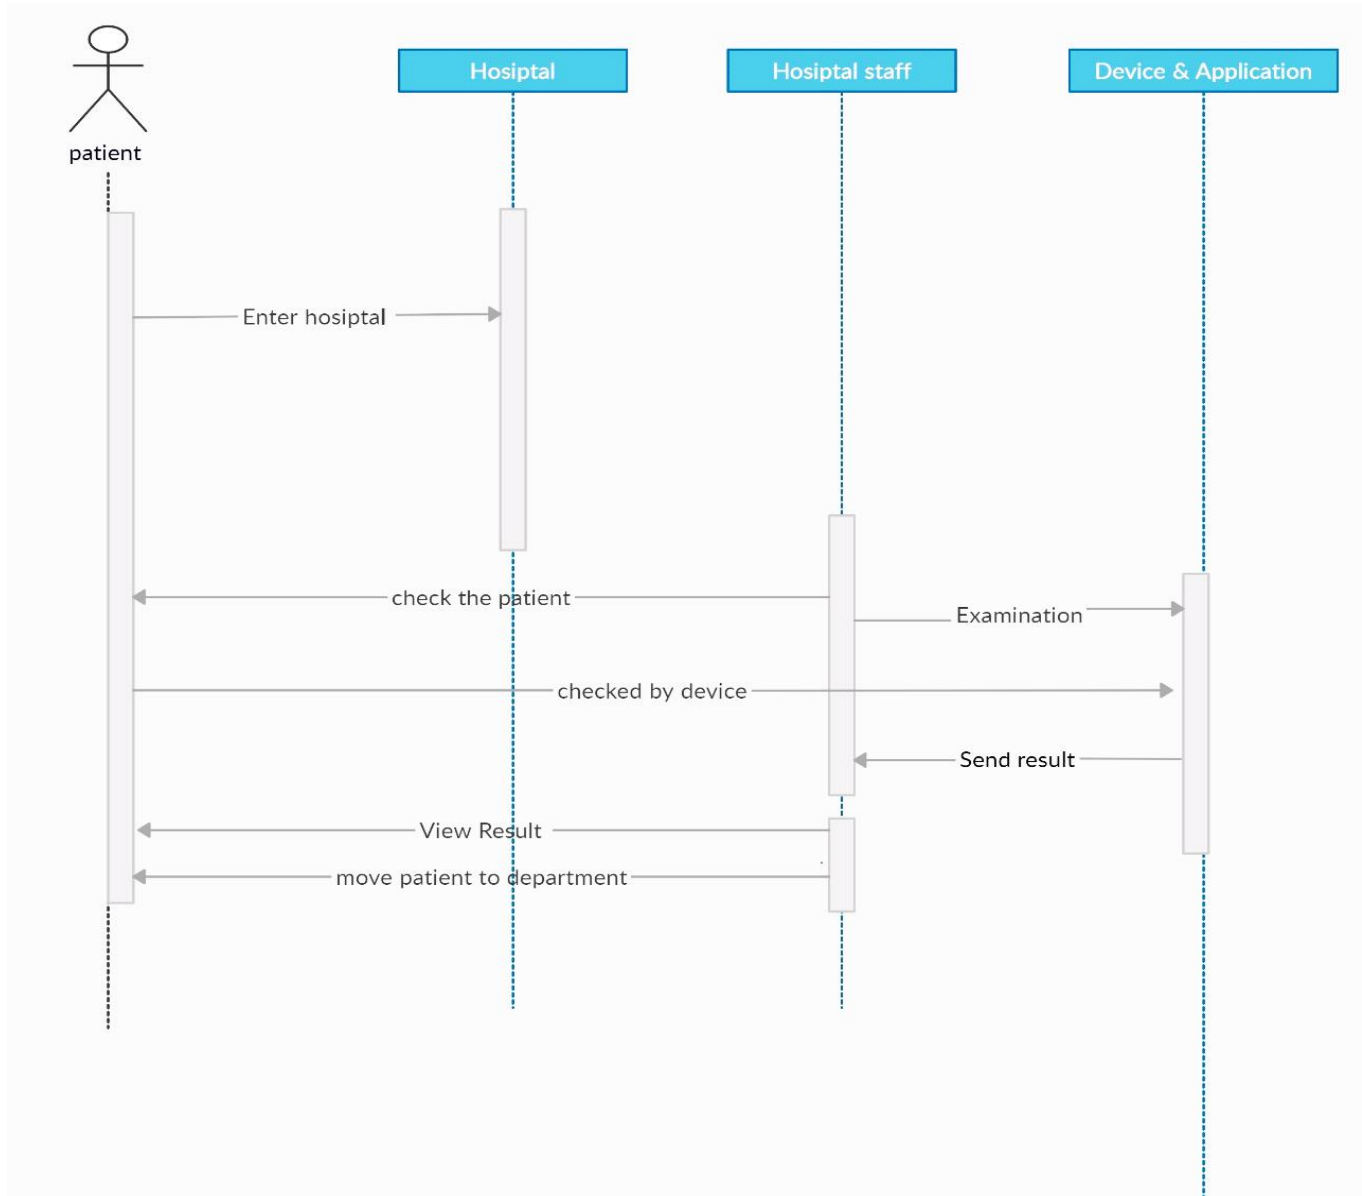 patient
Hosiptal
Hosiptal staff
Device & Application
Enter hosiptal
check the patient
Examination
checked by device
Send result
View Result
move patient to department